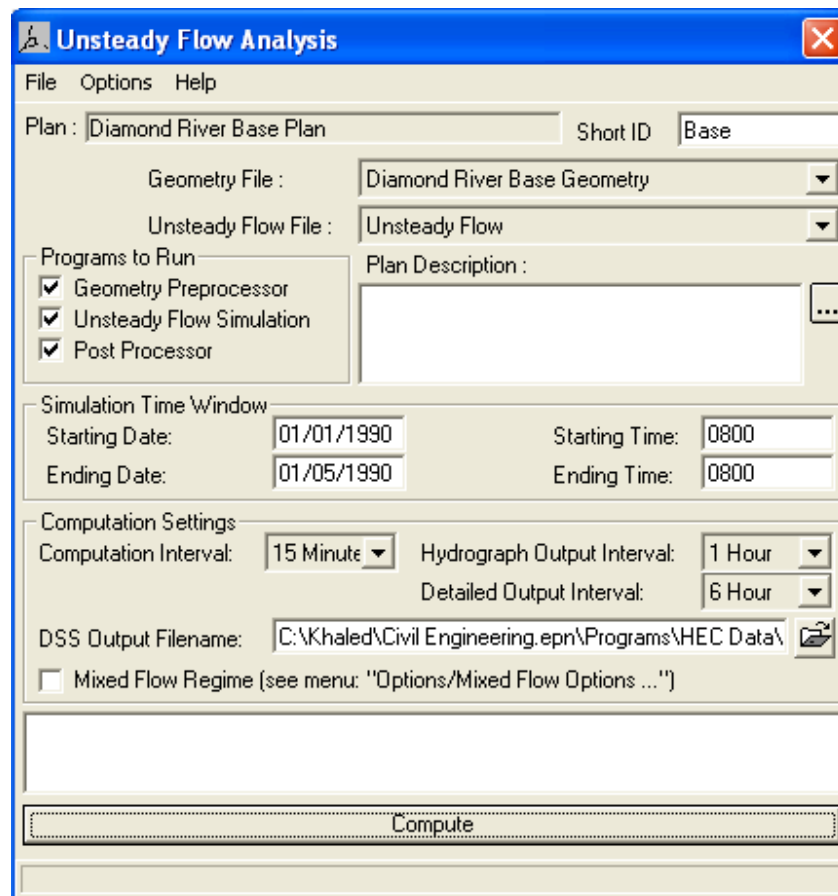 Unsteady Flow Analysis
File Options Help
Plan : Diamond River Base Plan Short ID Base
Geometry File : Diamond River Base Geometry
Unsteady Flow File : Unsteady Flow
Programs to Run
Geometry Preprocessor
Unsteady Flow Simulation
Post Processor
Plan Description :
...
Simulation Time Window
Starting Date: 01/01/1990 Starting Time: 0800
Ending Date: 01/05/1990 Ending Time: 0800
Computation Settings
Computation Interval: 15 Minute Hydrograph Output Interval: 1 Hour
Detailed Output Interval: 6 Hour
DSS Output Filename: C:\Khaled\Civil Engineering.epn\Programs\HEC Data\
Mixed Flow Regime (see menu: "Options/Mixed Flow Options ...")
Compute